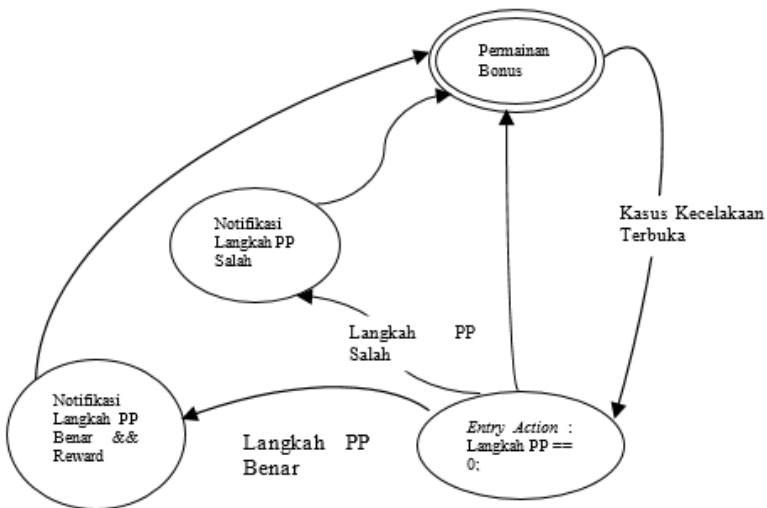 Permainan
Bonus
Kasus Kecelakaan
Terbuka
Notifikasi
Langkah PP
Salah
Langkah PP
Salah
Notifikasi
Langkah PP
Benar &&
Reward
Langkah PP
Benar
Entry Action :
Langkah PP ==
0;